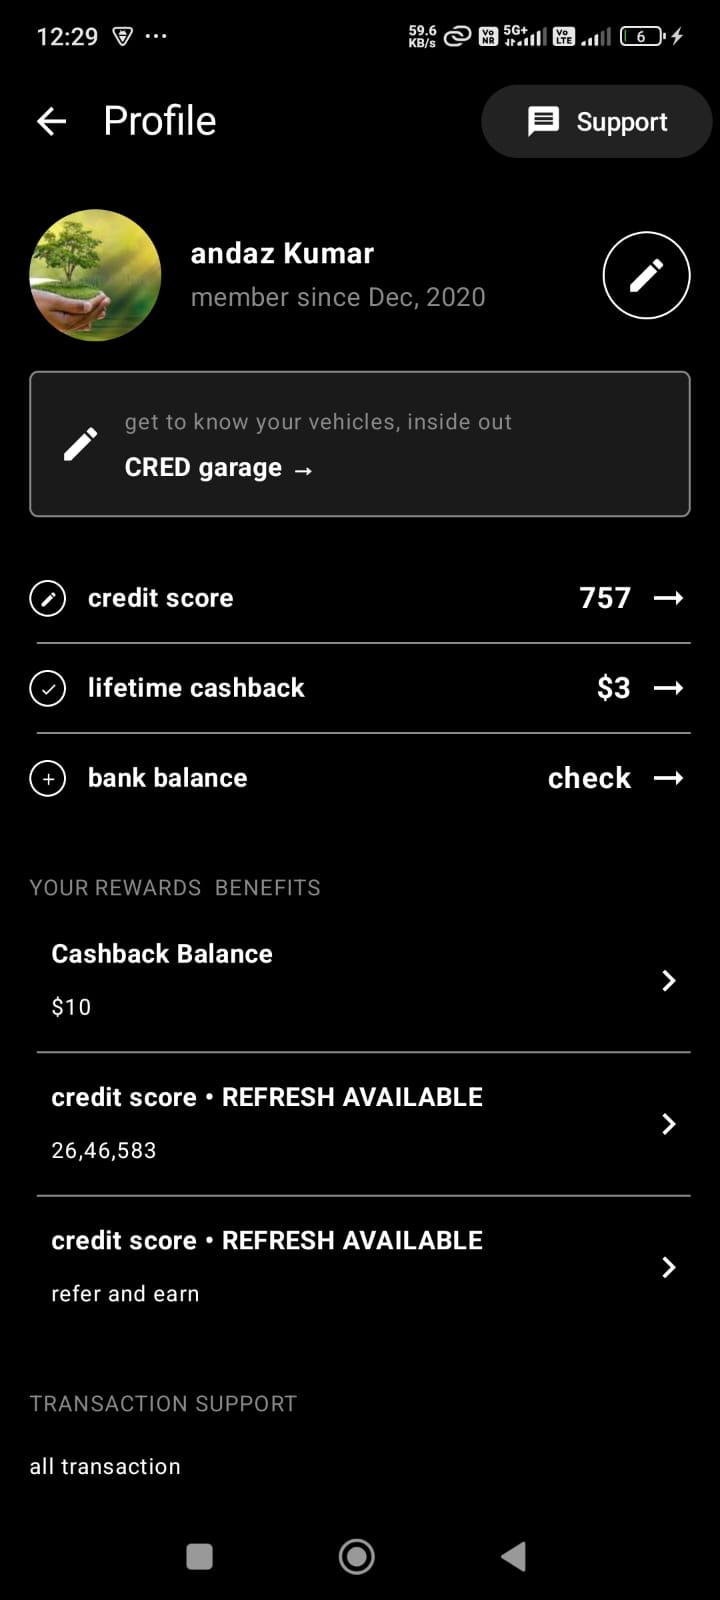 12:29 ... 59.6 KB/s Vo NR 5G+ Vo LTE 6
← Profile Support
andaz Kumar
member since Dec, 2020
get to know your vehicles, inside out
CRED garage →
credit score 757 →
lifetime cashback $3 →
bank balance check →
YOUR REWARDS  BENEFITS
Cashback Balance
$10
credit score • REFRESH AVAILABLE
26,46,583
credit score • REFRESH AVAILABLE
refer and earn
TRANSACTION SUPPORT
all transaction